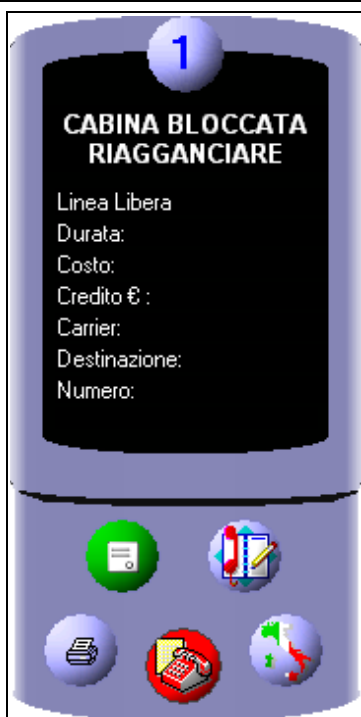 1
CABINA BLOCCATA
RIAGGANCIARE
Linea Libera
Durata:
Costo:
Credito € :
Carrier:
Destinazione:
Numero: